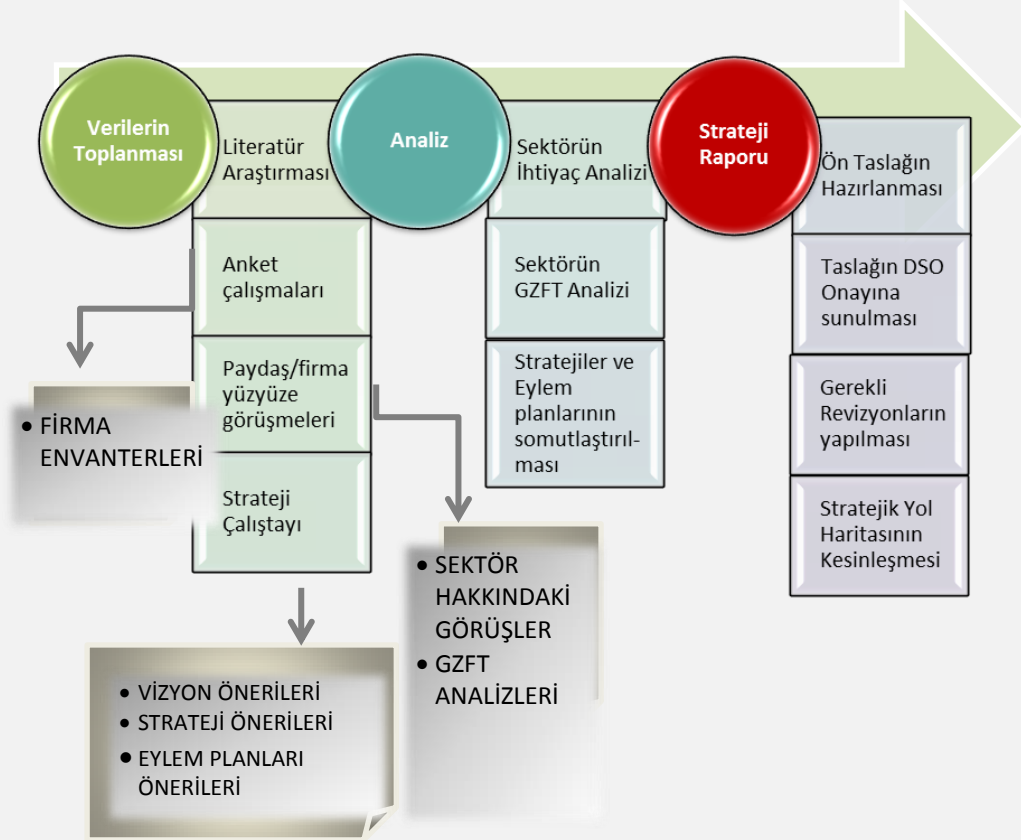 Verilerin
Toplanması
Literatür
Araştırması
Anket
çalışmaları
Paydaş/firma
yüzyüze
görüşmeleri
Strateji
Çalıştayı
• FİRMA
ENVANTERLERİ
• VİZYON ÖNERİLERİ
• STRATEJİ ÖNERİLERİ
• EYLEM PLANLARI
ÖNERİLERİ
• SEKTÖR
HAKKINDAKİ
GÖRÜŞLER
• GZFT
ANALİZLERİ
Analiz
Sektörün
İhtiyaç Analizi
Sektörün
GZFT Analizi
Stratejiler ve
Eylem
planlarının
somutlaştırıl-
ması
Strateji
Raporu
Ön Taslağın
Hazırlanması
Taslağın DSO
Onayına
sunulması
Gerekli
Revizyonların
yapılması
Stratejik Yol
Haritasının
Kesinleşmesi